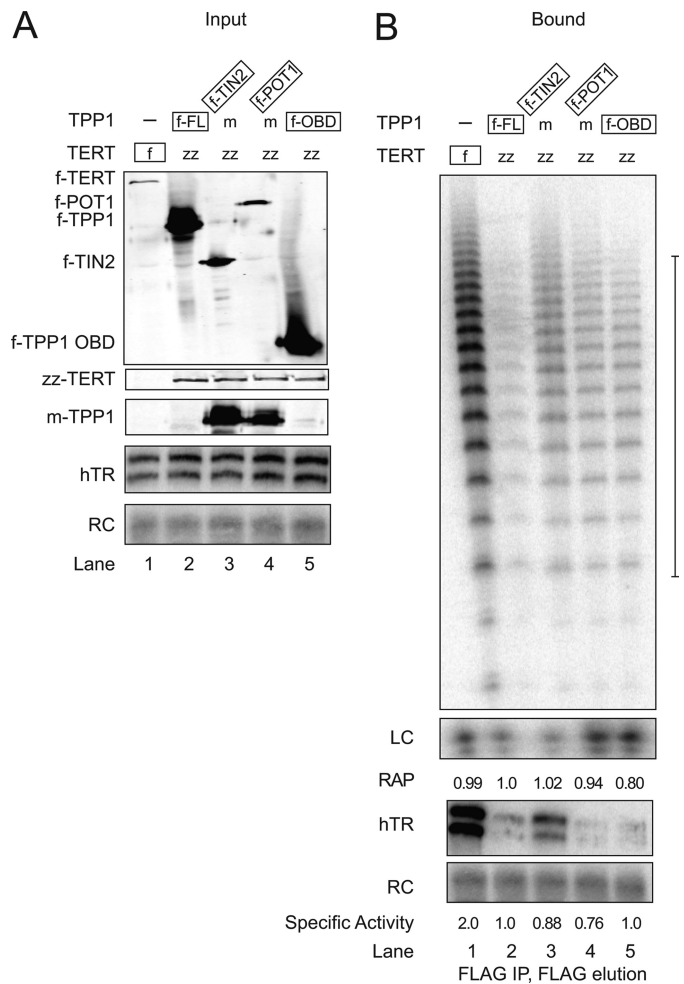 A
Input
f-TIN2
f-POT1
TPP1 – f-FL m m f-OBD
TERT f zz zz zz zz
f-TERT
f-POT1
f-TPP1
f-TIN2
f-TPP1 OBD
zz-TERT
m-TPP1
hTR
RC
Lane 1 2 3 4 5
B
Bound
f-TIN2
f-POT1
TPP1 – f-FL m m f-OBD
TERT f zz zz zz zz
LC
RAP 0.99 1.0 1.02 0.94 0.80
hTR
RC
Specific Activity 2.0 1.0 0.88 0.76 1.0
Lane 1 2 3 4 5
FLAG IP, FLAG elution